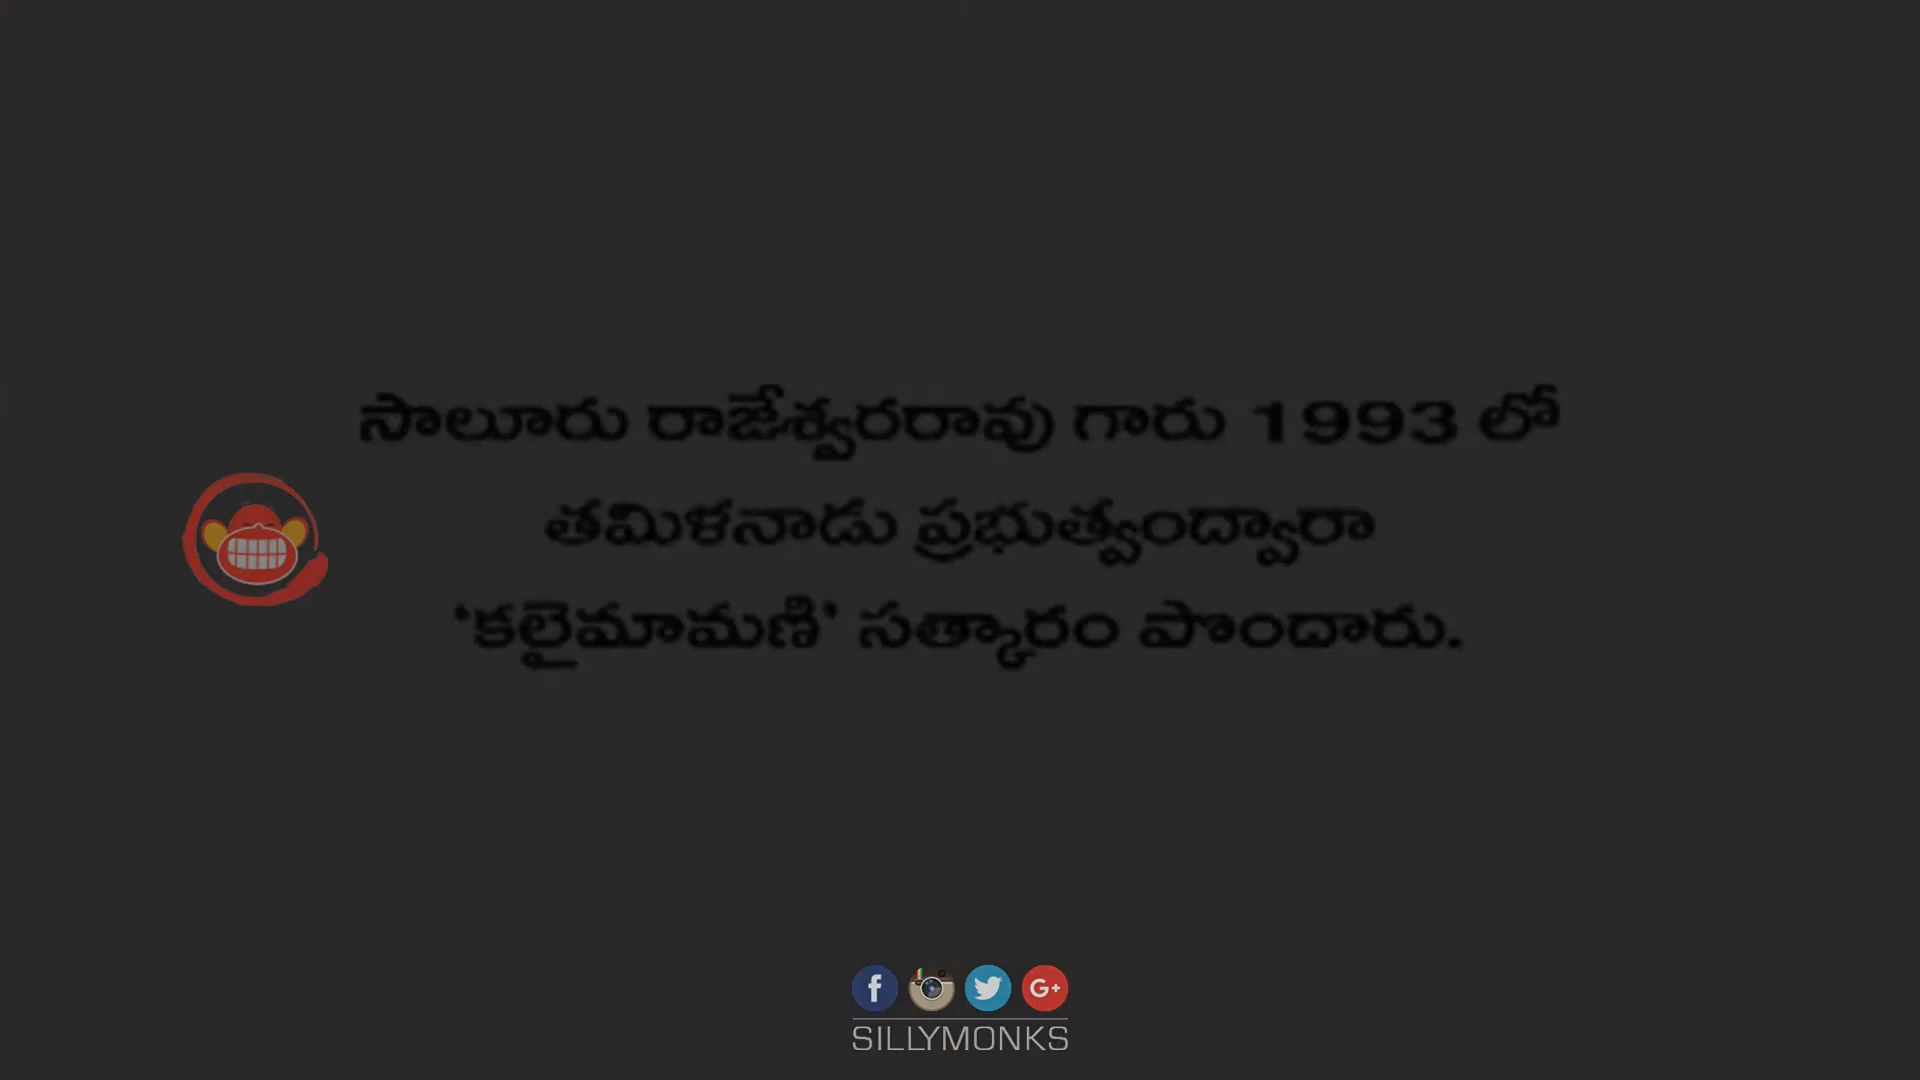 సాలూరు రాజేశ్వరరావు గారు 1993 లో
తమిళనాడు ప్రభుత్వంద్వారా
‘కలైమామణి’ సత్కారం పొందారు.
f
G+
SILLYMONKS